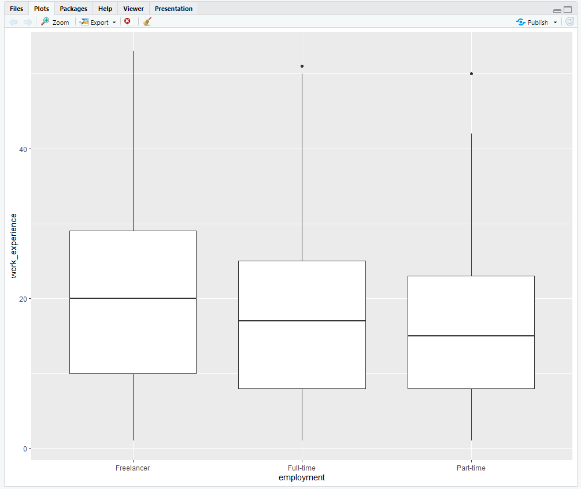 Files Plots Packages Help Viewer Presentation
Zoom Export Publish
work_experience
40
20
0
Freelancer Full-time Part-time
employment